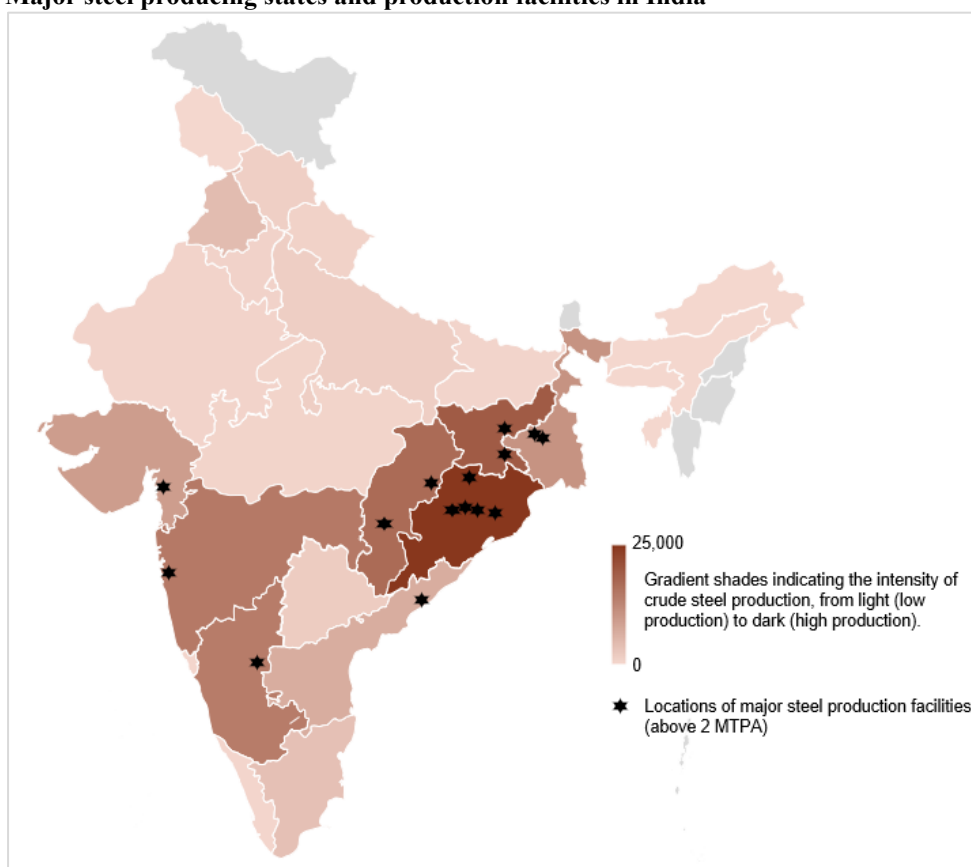 Major steel producing states and production facilities in India
25,000
Gradient shades indicating the intensity of
crude steel production, from light (low
production) to dark (high production).
0
Locations of major steel production facilities
(above 2 MTPA)